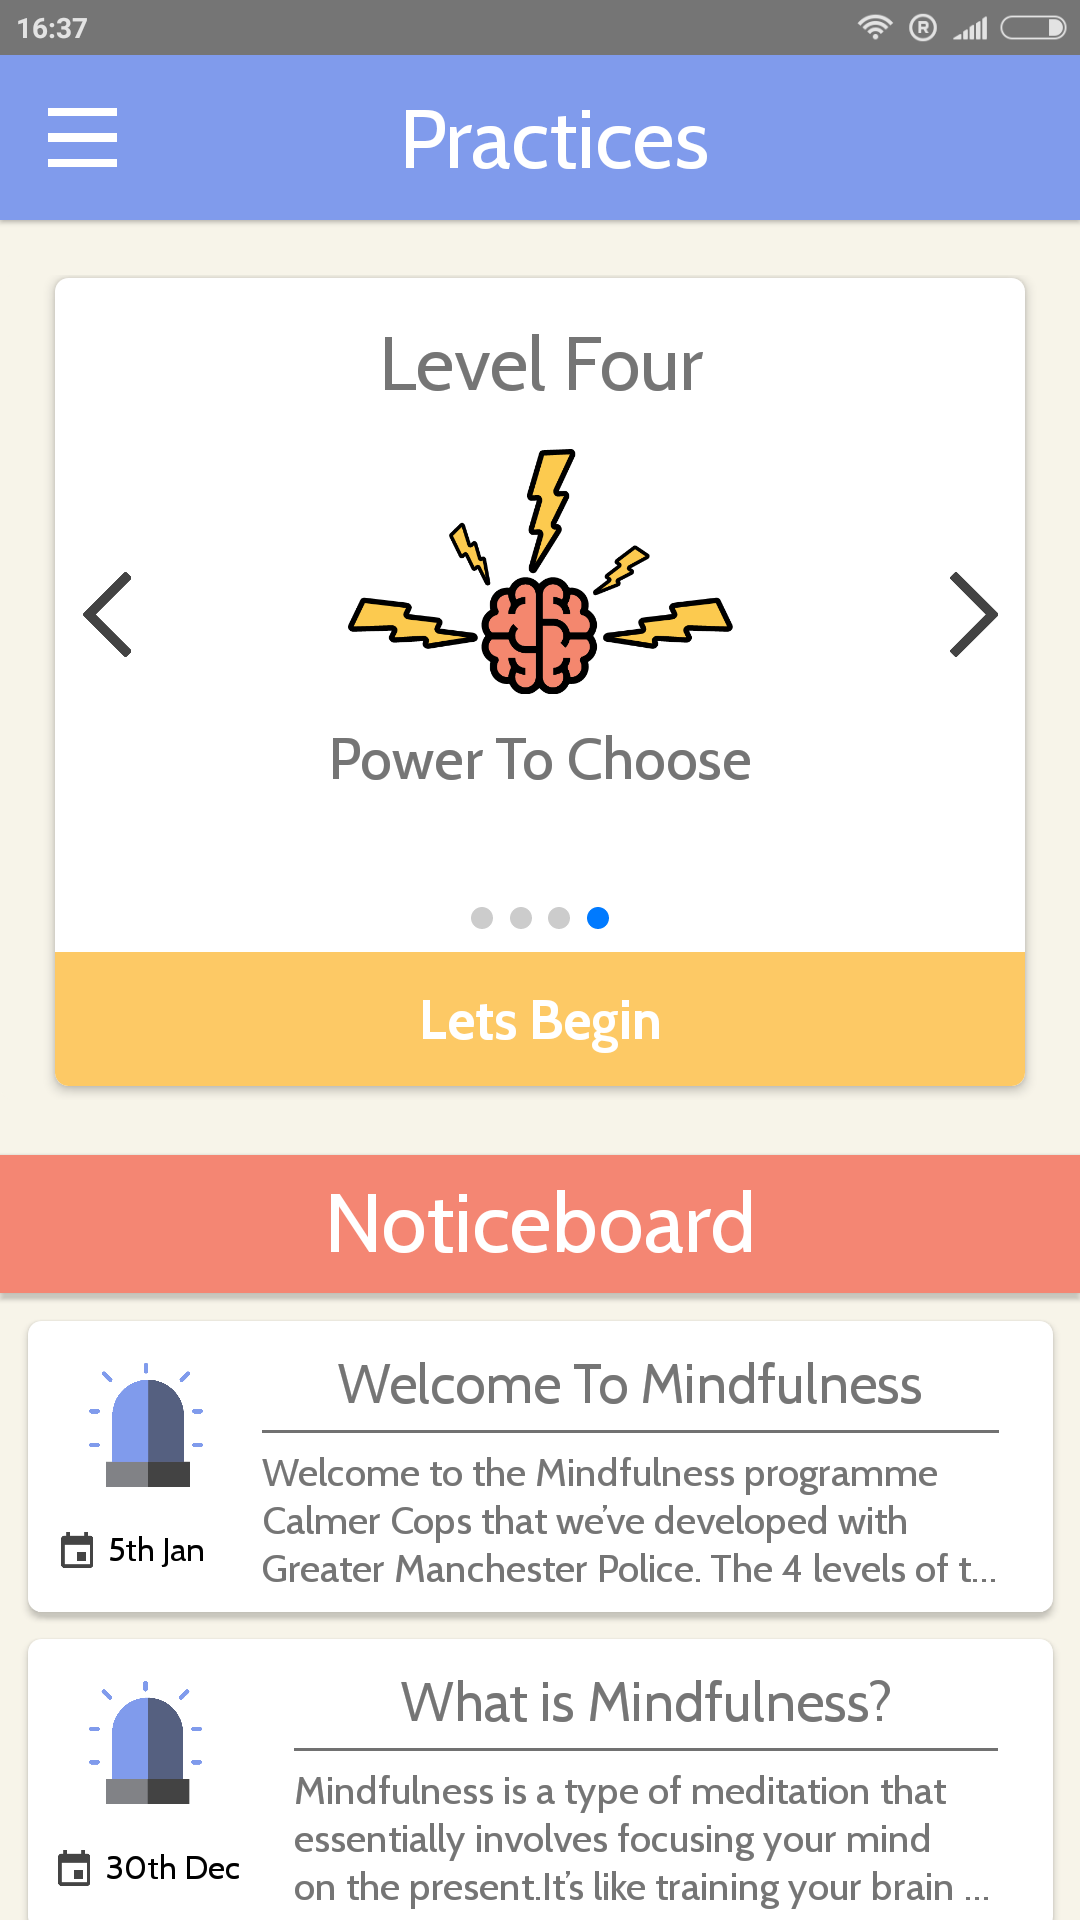 16:37
Practices
Level Four
Power To Choose
Lets Begin
Noticeboard
Welcome To Mindfulness
Welcome to the Mindfulness programme
Calmer Cops that we've developed with
Greater Manchester Police. The 4 levels of t...
5th Jan
What is Mindfulness?
Mindfulness is a type of meditation that
essentially involves focusing your mind
on the present.It's like training your brain ...
30th Dec